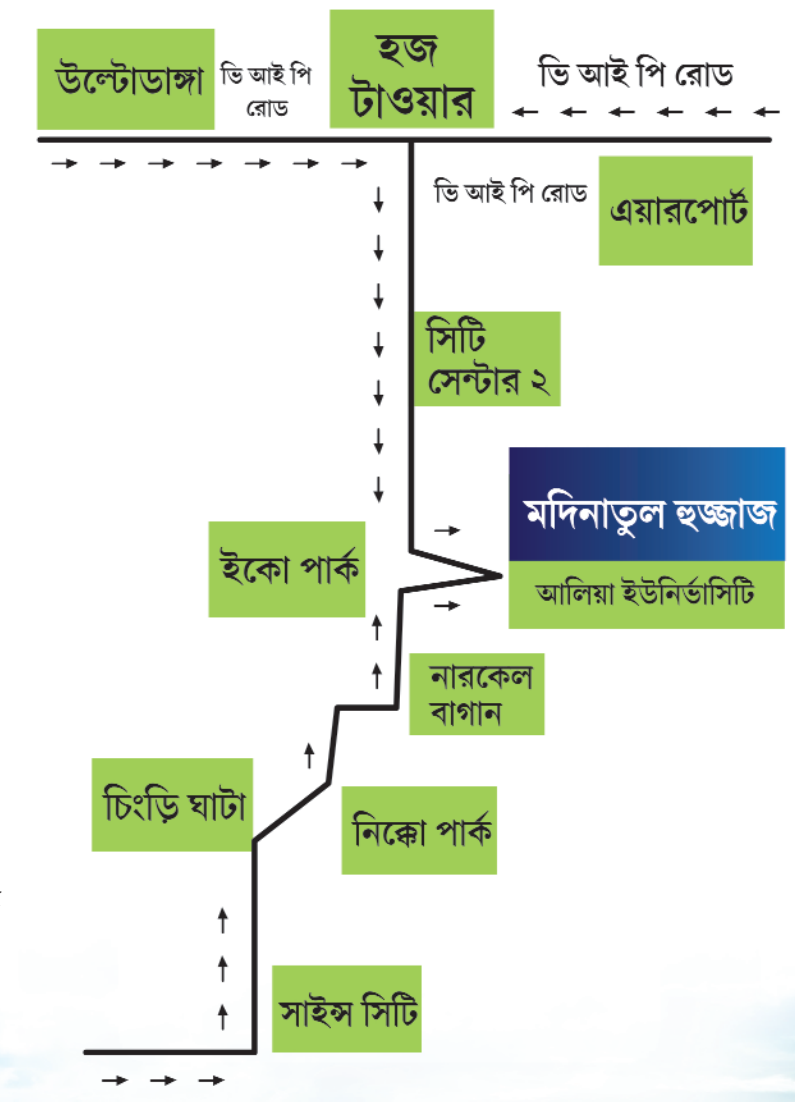 উল্টোডাঙ্গা
ভি আই পি
রোড
হজ
টাওয়ার
ভি আই পি রোড
ভি আই পি রোড
এয়ারপোর্ট
সিটি
সেন্টার ২
মদিনাতুল হুজ্জাজ
ইকো পার্ক
আলিয়া ইউনির্ভাসিটি
নারকেল
বাগান
চিংড়ি ঘাটা
নিক্কো পার্ক
সাইন্স সিটি